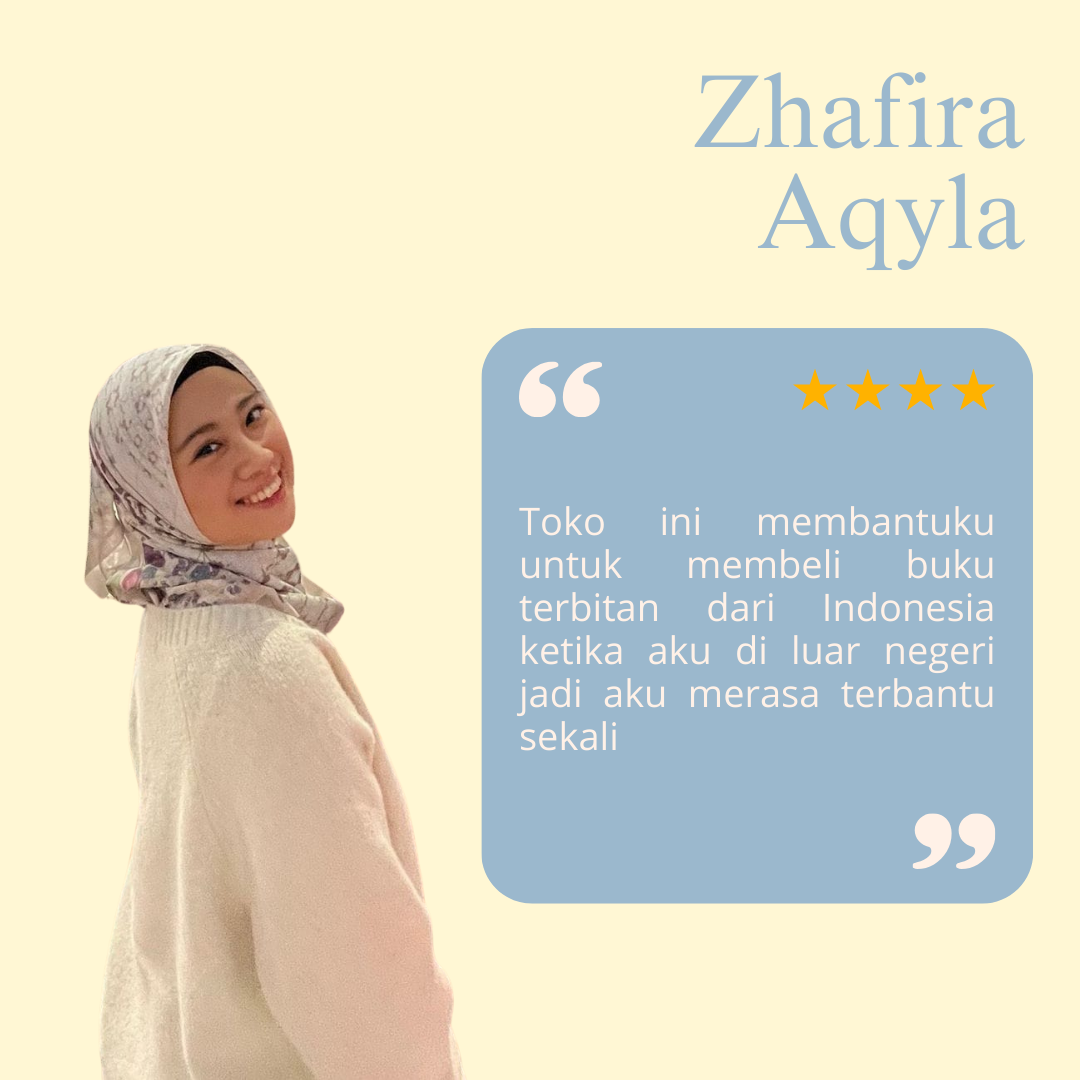 Zhafira
Aqyla
“
Toko ini membantuku
untuk membeli buku
terbitan dari Indonesia
ketika aku di luar negeri
jadi aku merasa terbantu
sekali
”